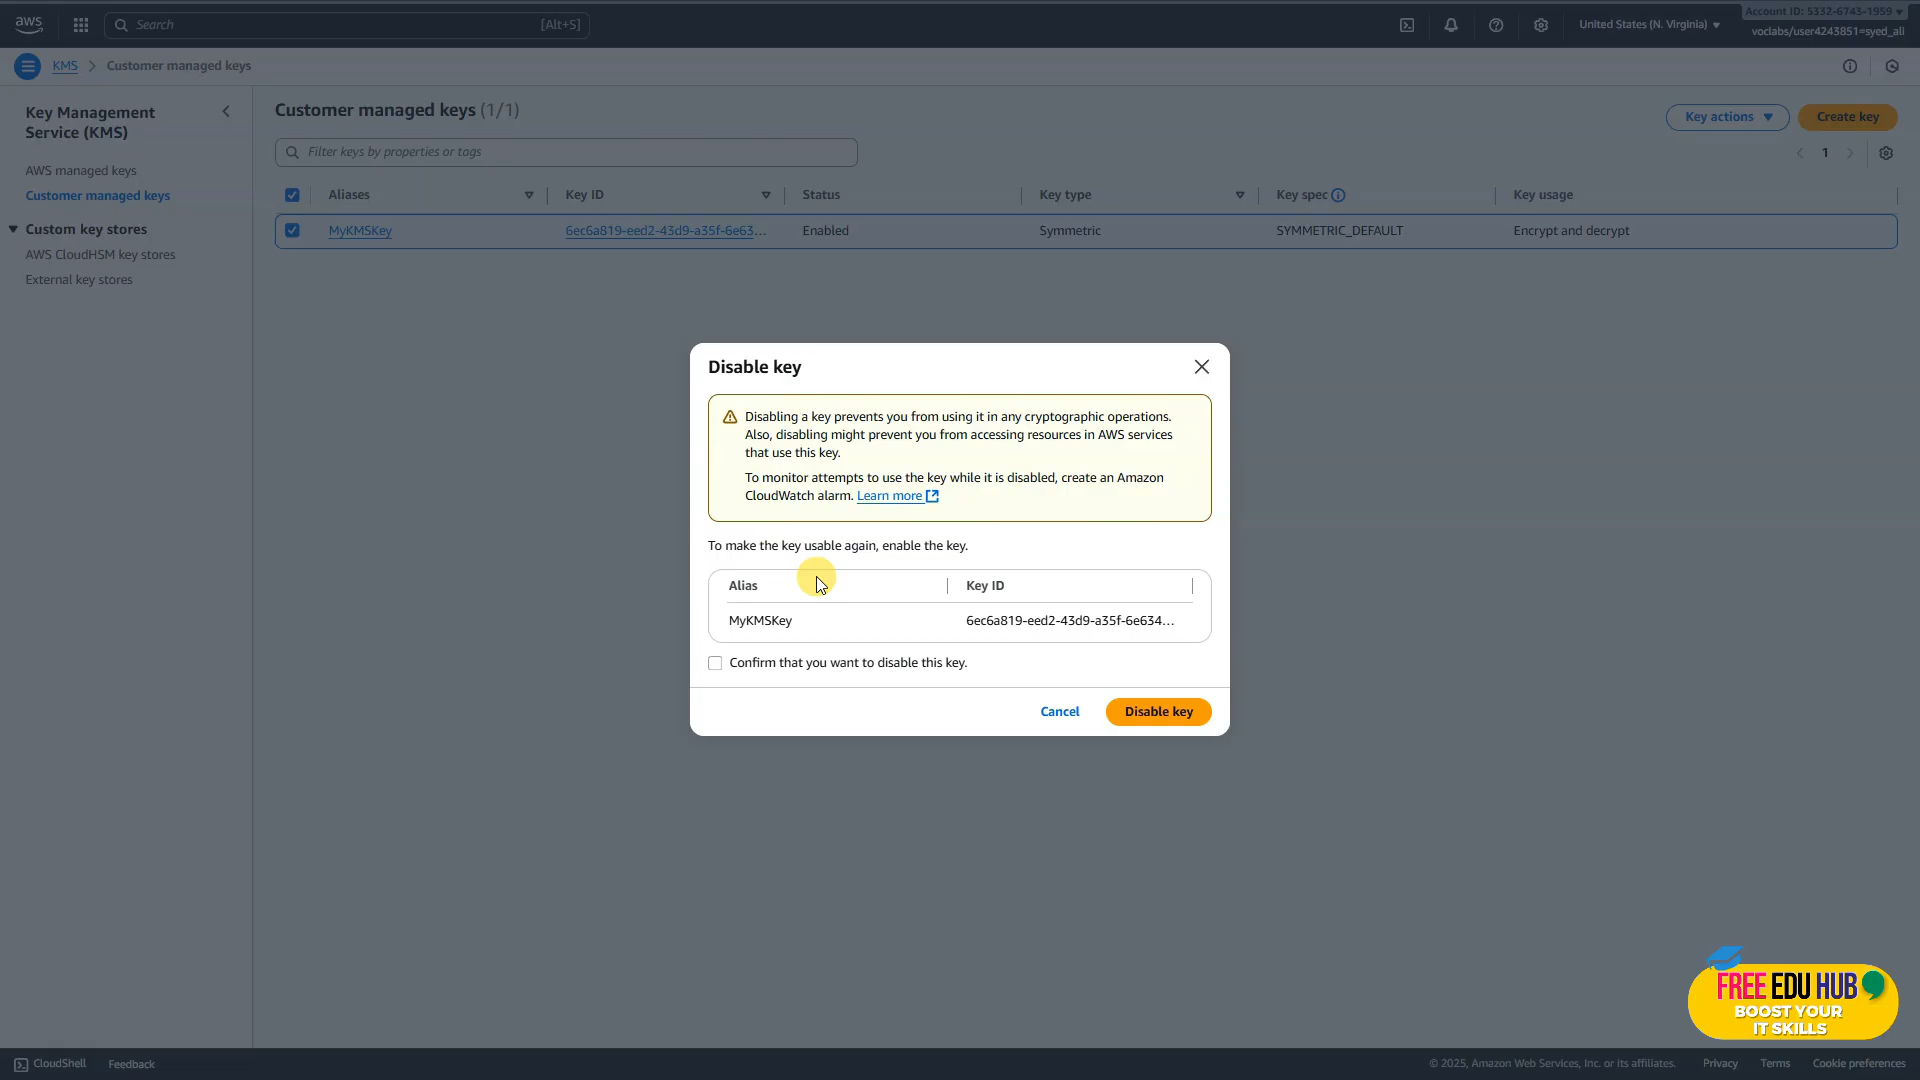 aws
Search
[Alt+S]
United States (N. Virginia)
Account ID: 5332-6743-1959
voclabs/user4243851=syed_all
KMS
Customer managed keys
Key Management
Service (KMS)
AWS managed keys
Customer managed keys
Custom key stores
AWS CloudHSM key stores
External key stores
Customer managed keys (1/1)
Key actions
Create key
Filter keys by properties or tags
1
Aliases
Key ID
Status
Key type
Key spec
Key usage
MyKMSKey
6ec6a819-eed2-43d9-a35f-6e63...
Enabled
Symmetric
SYMMETRIC_DEFAULT
Encrypt and decrypt
Disable key
Disabling a key prevents you from using it in any cryptographic operations.
Also, disabling might prevent you from accessing resources in AWS services
that use this key.
To monitor attempts to use the key while it is disabled, create an Amazon
CloudWatch alarm. Learn more
To make the key usable again, enable the key.
Alias
Key ID
MyKMSKey
6ec6a819-eed2-43d9-a35f-6e634...
Confirm that you want to disable this key.
Cancel
Disable key
FREE EDU HUB
BOOST YOUR
IT SKILLS
CloudShell
Feedback
© 2025, Amazon Web Services, Inc. or its affiliates.
Privacy
Terms
Cookie preferences